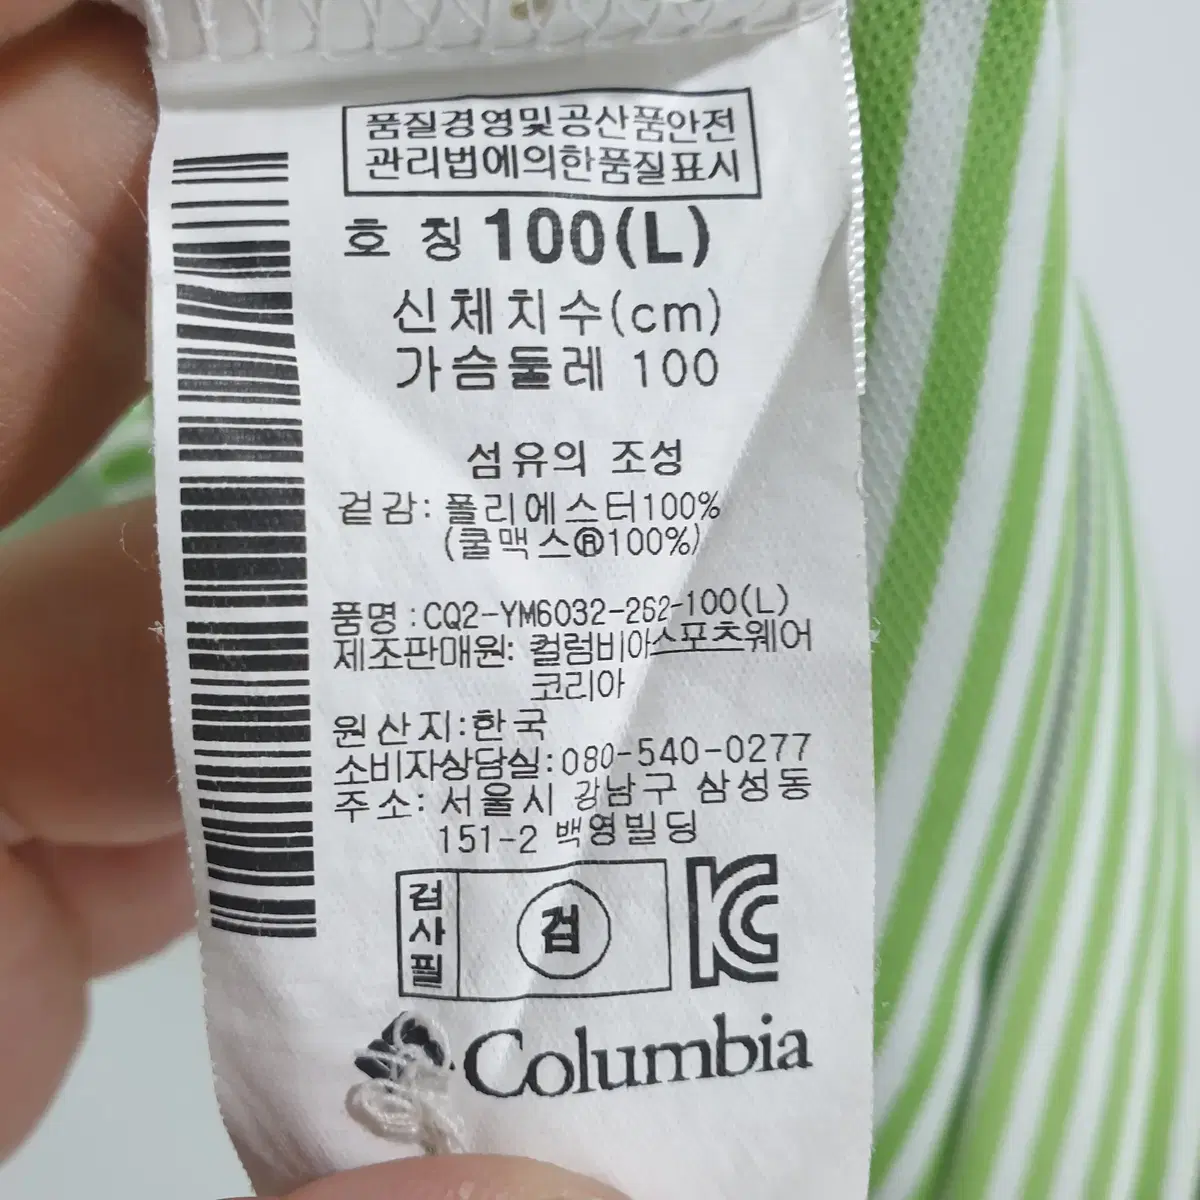 품질경영및공산품안전
관리법에의한품질표시
호 칭 100(L)
신체치수(cm)
가슴둘레 100
섬유의 조성
겉감: 폴리에스터100%
(쿨맥스®100%)
품명:CQ2-YM6032-262-100(L)
제조판매원: 컬럼비아스포츠웨어
코리아
원산지:한국
소비자상담실:080-540-0277
주소: 서울시 강남구 삼성동
151-2 백영빌딩
검사필
검
KC
Columbia